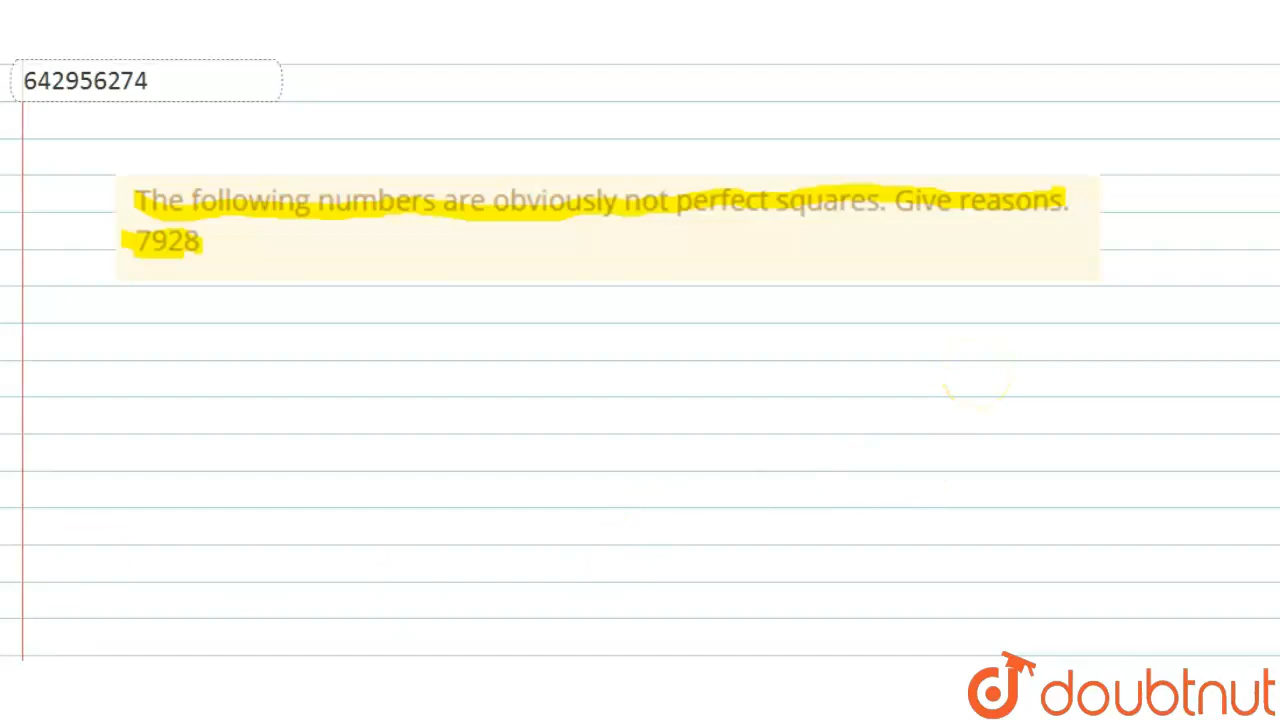 642956274
The following numbers are obviously not perfect squares. Give reasons.
7928
doubtnut